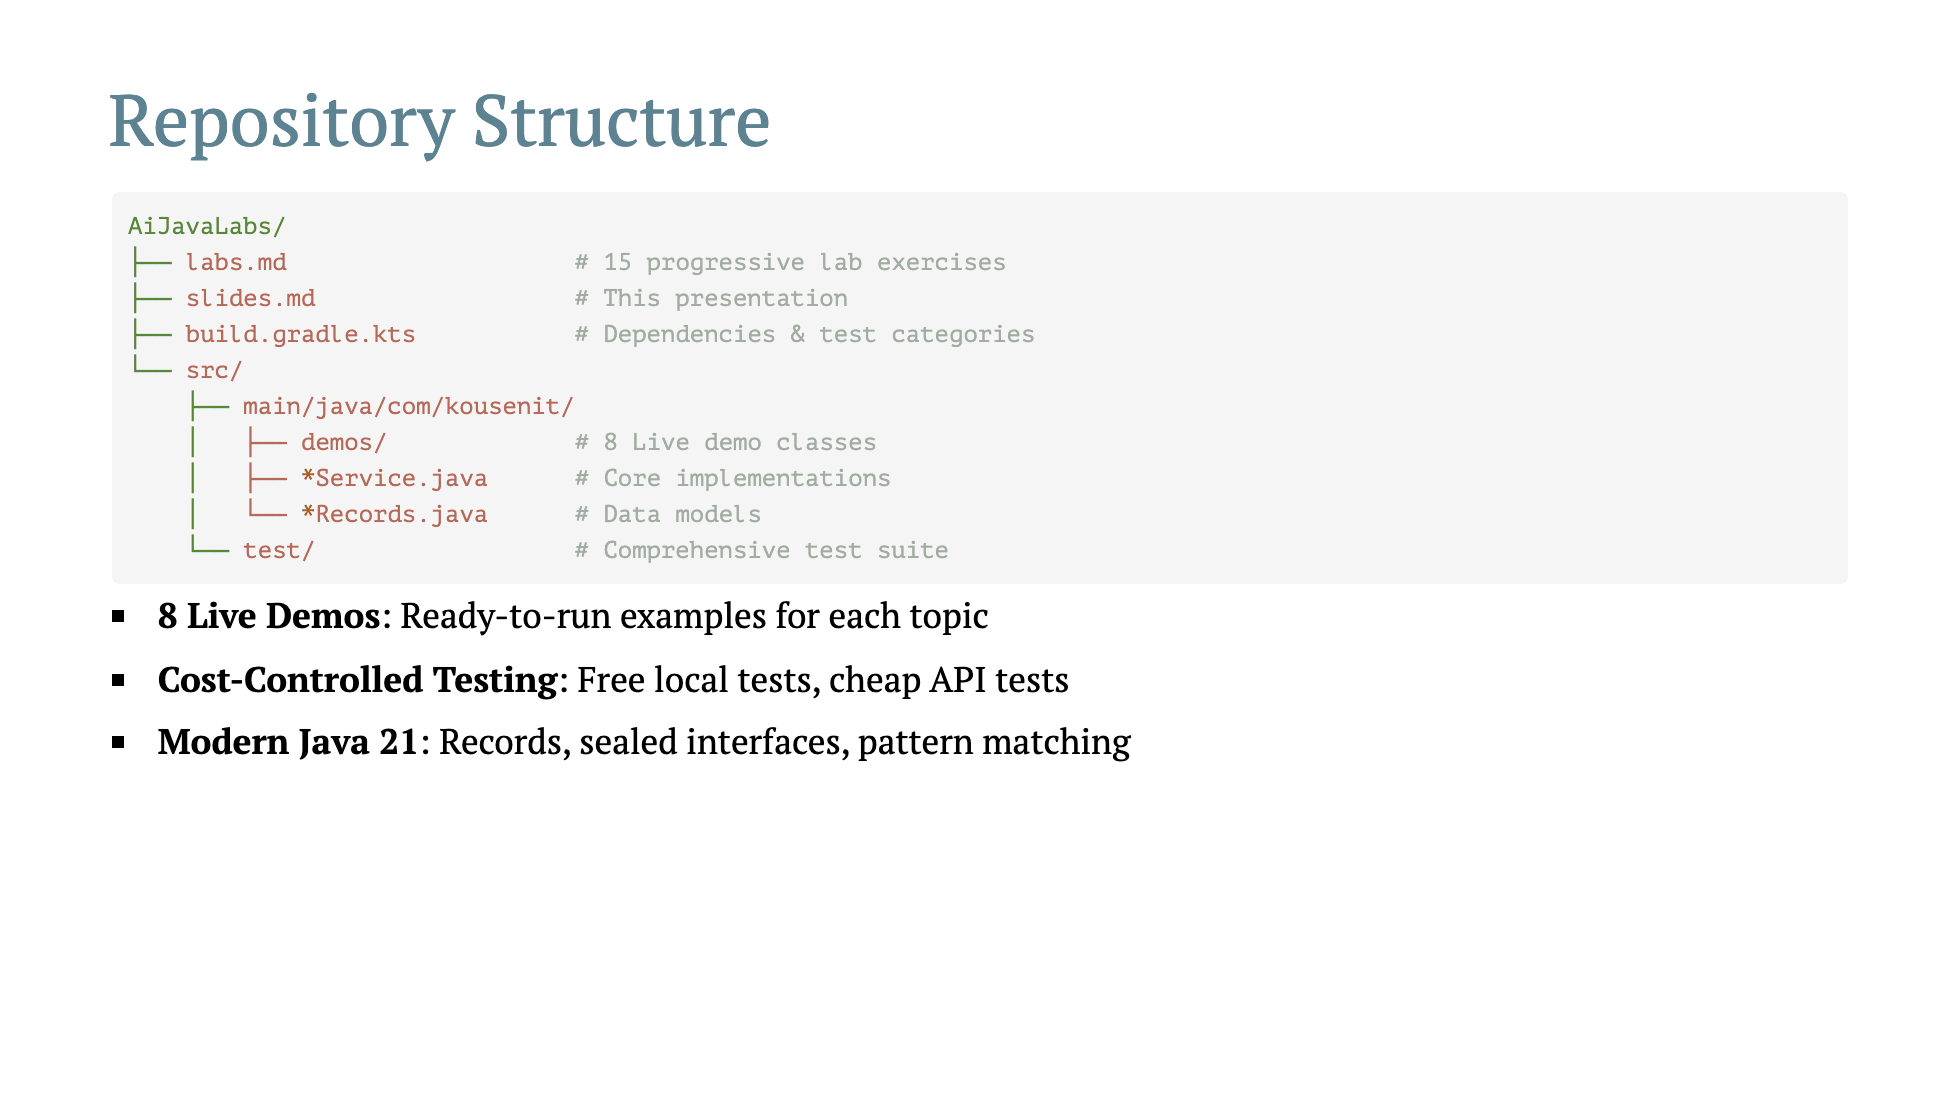 Repository Structure
AiJavaLabs/
├── labs.md                    # 15 progressive lab exercises
├── slides.md                  # This presentation
├── build.gradle.kts           # Dependencies & test categories
└── src/
    ├── main/java/com/kousenit/
    │   ├── demos/             # 8 Live demo classes
    │   ├── *Service.java      # Core implementations
    │   └── *Records.java      # Data models
    └── test/                  # Comprehensive test suite
▪ 8 Live Demos: Ready-to-run examples for each topic
▪ Cost-Controlled Testing: Free local tests, cheap API tests
▪ Modern Java 21: Records, sealed interfaces, pattern matching